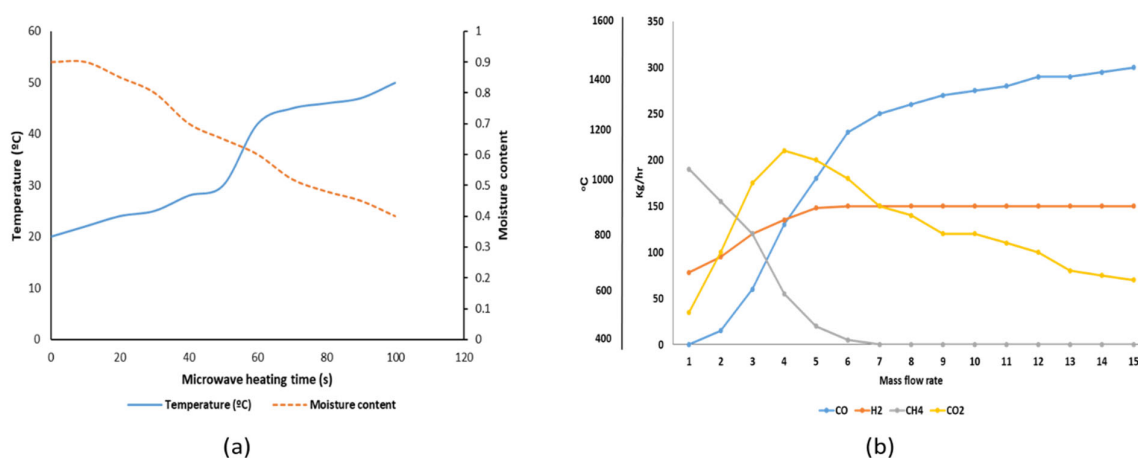 60
50
40
30
20
10
0
Temperature (ºC)
1
0.9
0.8
0.7
0.6
0.5
0.4
0.3
0.2
0.1
0
Moisture content
0 20 40 60 80 100 120
Microwave heating time (s)
Temperature (ºC) Moisture content
(a)
1600
1400
1200
1000
800
600
400
ºC
350
300
250
200
150
100
50
0
Kg/hr
1 2 3 4 5 6 7 8 9 10 11 12 13 14 15
Mass flow rate
CO H2 CH4 CO2
(b)